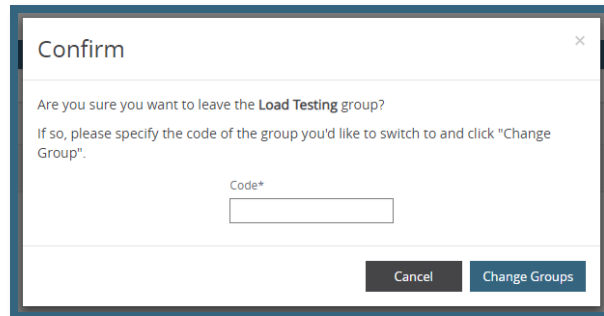 Confirm
×
Are you sure you want to leave the Load Testing group?
If so, please specify the code of the group you'd like to switch to and click "Change
Group".
Code*
Cancel
Change Groups